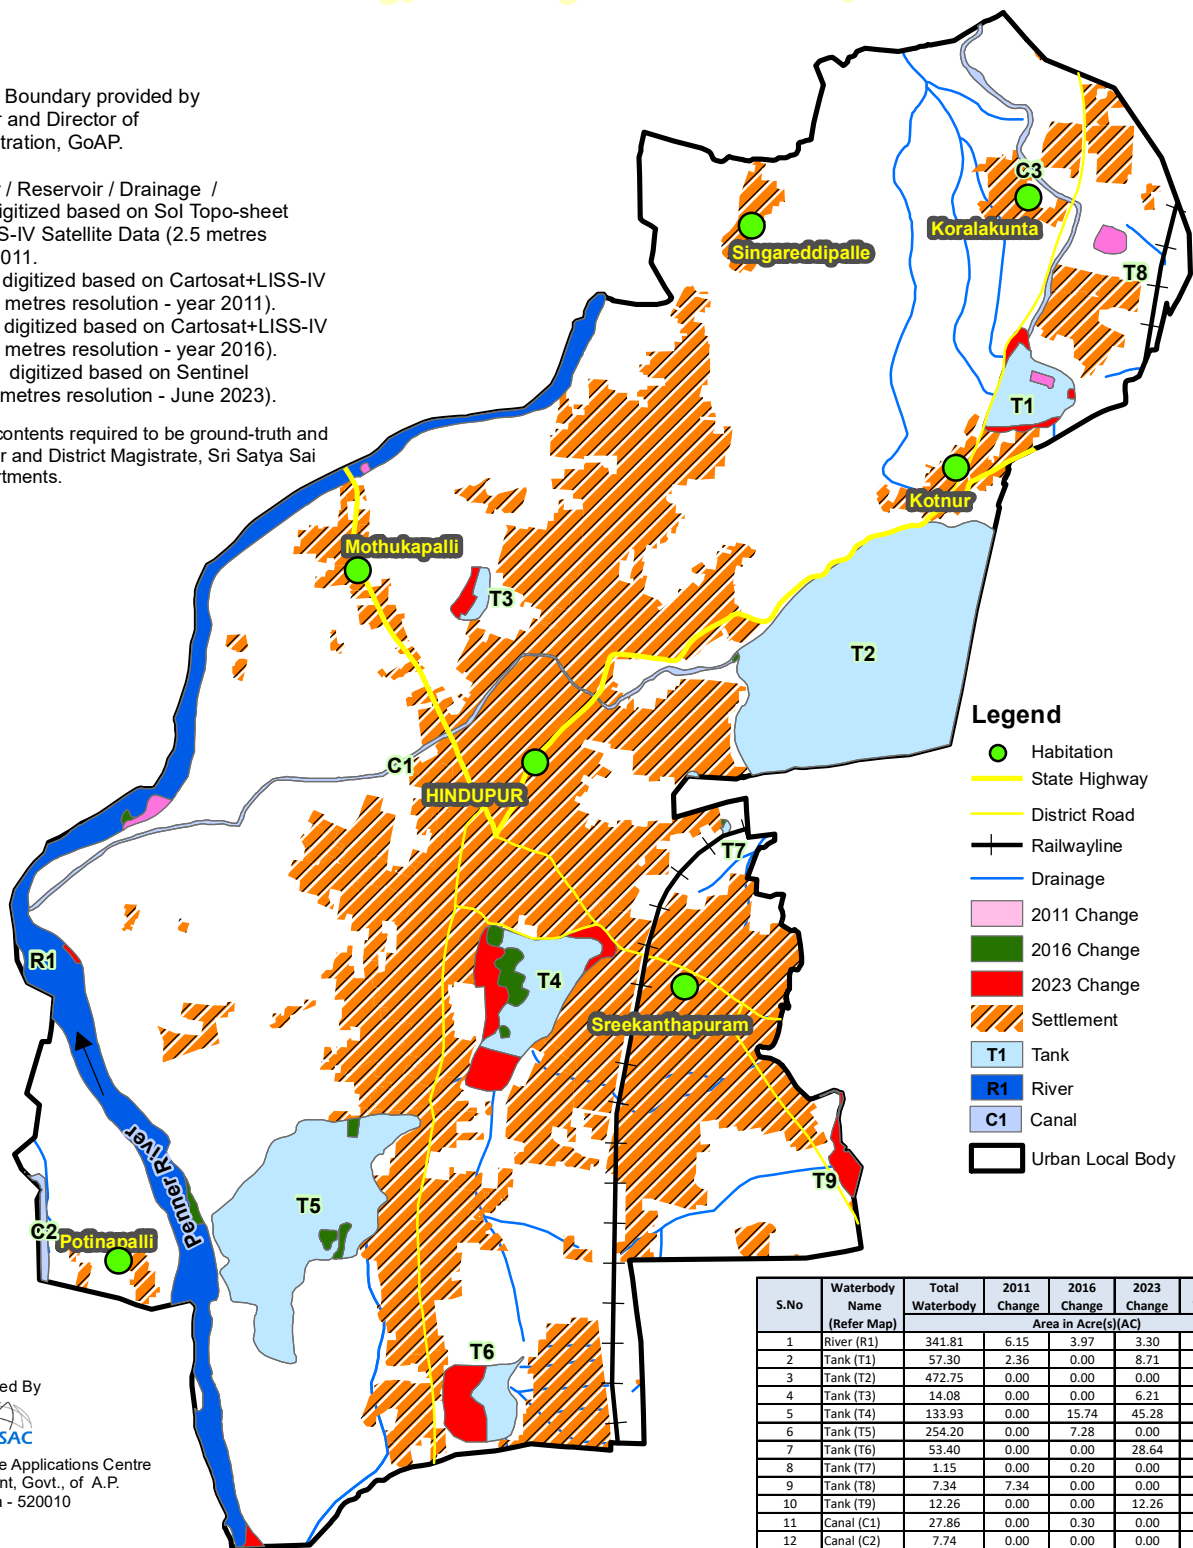 Boundary provided by
r and Director of
tration, GoAP.
r / Reservoir / Drainage /
igitized based on SoI Topo-sheet
S-IV Satellite Data (2.5 metres
011.
digitized based on Cartosat+LISS-IV
metres resolution - year 2011).
digitized based on Cartosat+LISS-IV
metres resolution - year 2016).
digitized based on Sentinel
metres resolution - June 2023).
contents required to be ground-truth and
r and District Magistrate, Sri Satya Sai
rtments.
C3
Koralakunta
Singareddipalle
T8
T1
Kotnur
Mothukapalli
T3
T2
C1
HINDUPUR
T7
R1
T4
Sreekanthapuram
Penner River
T5
T9
C2
Potinapalli
T6
Legend
Habitation
State Highway
District Road
Railwayline
Drainage
2011 Change
2016 Change
2023 Change
Settlement
T1 Tank
R1 River
C1 Canal
Urban Local Body
S.No Waterbody Name (Refer Map) Total Waterbody 2011 Change 2016 Change 2023 Change
Area in Acre(s)(AC)
1 River (R1) 341.81 6.15 3.97 3.30
2 Tank (T1) 57.30 2.36 0.00 8.71
3 Tank (T2) 472.75 0.00 0.00 0.00
4 Tank (T3) 14.08 0.00 0.00 6.21
5 Tank (T4) 133.93 0.00 15.74 45.28
6 Tank (T5) 254.20 0.00 7.28 0.00
7 Tank (T6) 53.40 0.00 0.00 28.64
8 Tank (T7) 1.15 0.00 0.20 0.00
9 Tank (T8) 7.34 7.34 0.00 0.00
10 Tank (T9) 12.26 0.00 0.00 12.26
11 Canal (C1) 27.86 0.00 0.30 0.00
12 Canal (C2) 7.74 0.00 0.00 0.00
ed By
SAC
e Applications Centre
nt, Govt., of A.P.
a - 520010